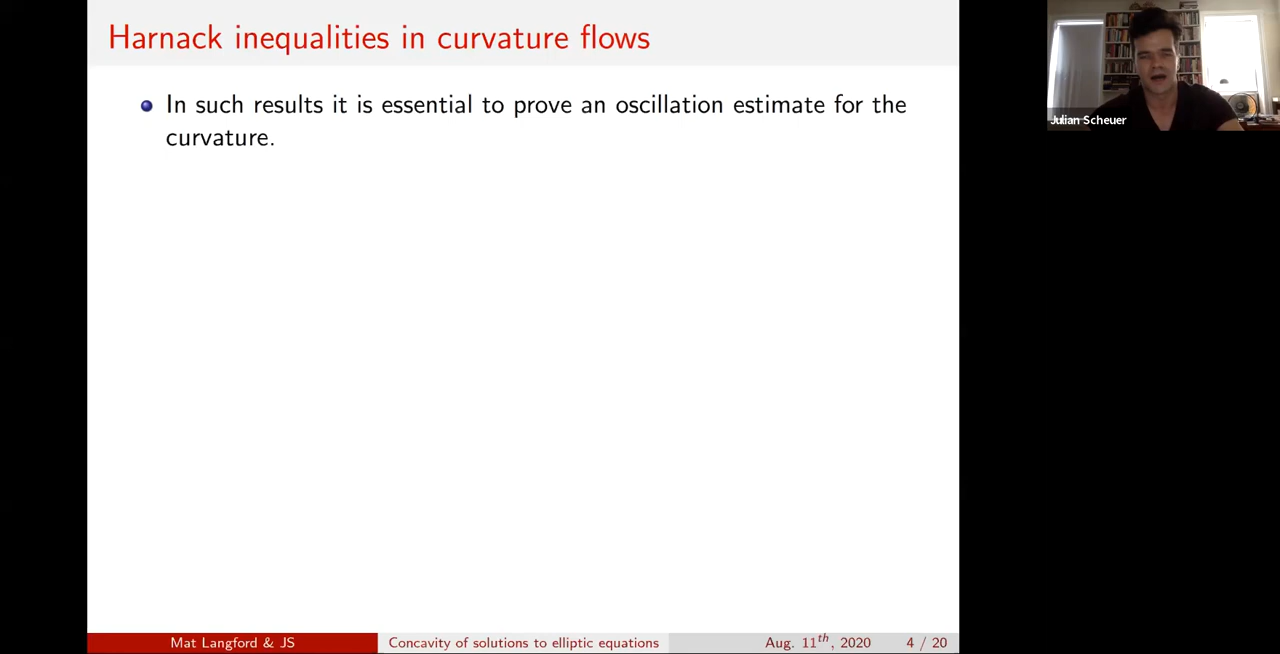 Harnack inequalities in curvature flows
In such results it is essential to prove an oscillation estimate for the
curvature.
Julian Scheuer
Mat Langford & JS
Concavity of solutions to elliptic equations
Aug. 11th, 2020
4 / 20